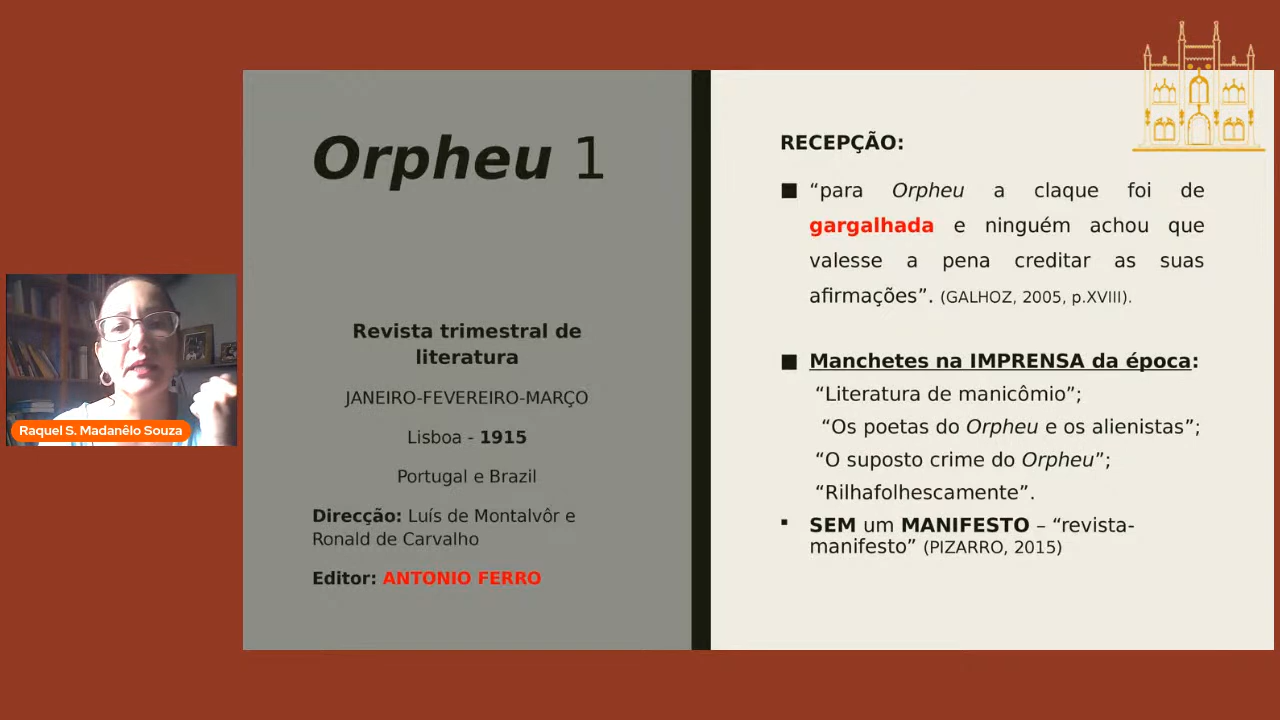 Orpheu 1
Revista trimestral de
literatura
JANEIRO-FEVEREIRO-MARÇO
Lisboa - 1915
Portugal e Brazil
Direcção: Luís de Montalvôr e
Ronald de Carvalho
Editor: ANTONIO FERRO
RECEPÇÃO:
■ “para Orpheu a claque foi de
gargalhada e ninguém achou que
valesse a pena creditar as suas
afirmações”. (GALHOZ, 2005, p.XVIII).
■ Manchetes na IMPRENSA da época:
“Literatura de manicômio”;
“Os poetas do Orpheu e os alienistas”;
“O suposto crime do Orpheu”;
“Rilhafolhescamente”.
▪ SEM um MANIFESTO – “revista-
manifesto” (PIZARRO, 2015)
Raquel S. Madanêlo Souza